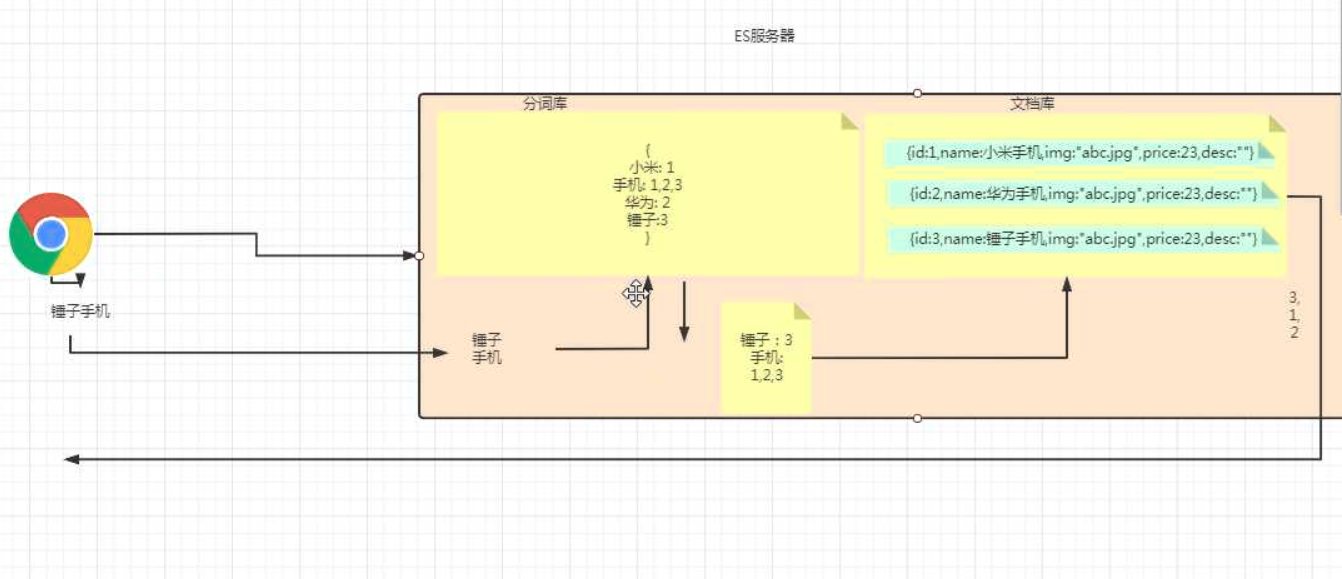 ES服务器
分词库
文档库
{
小米: 1
手机: 1,2,3
华为: 2
锤子:3
}
{id:1,name:小米手机,img:"abc.jpg",price:23,desc:""}
{id:2,name:华为手机,img:"abc.jpg",price:23,desc:""}
{id:3,name:锤子手机,img:"abc.jpg",price:23,desc:""}
锤子手机
锤子
手机
锤子：3
手机:
1,2,3
3,
1,
2